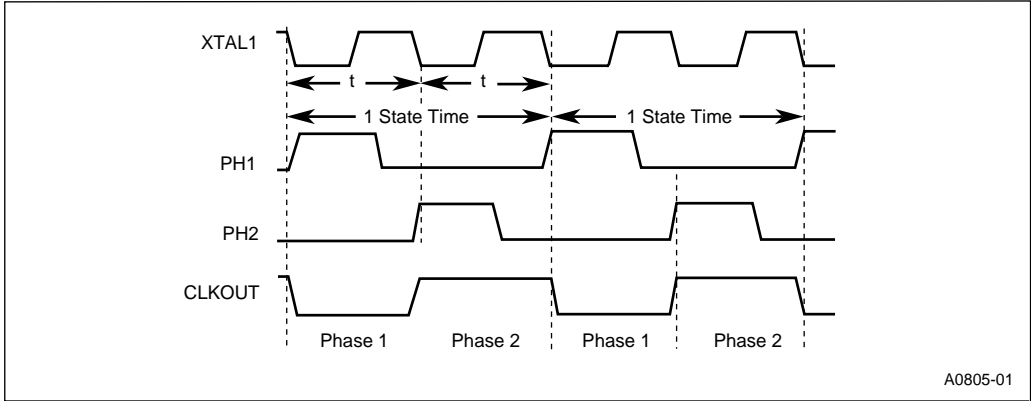 XTAL1
t t
1 State Time 1 State Time
PH1
PH2
CLKOUT
Phase 1 Phase 2 Phase 1 Phase 2
A0805-01